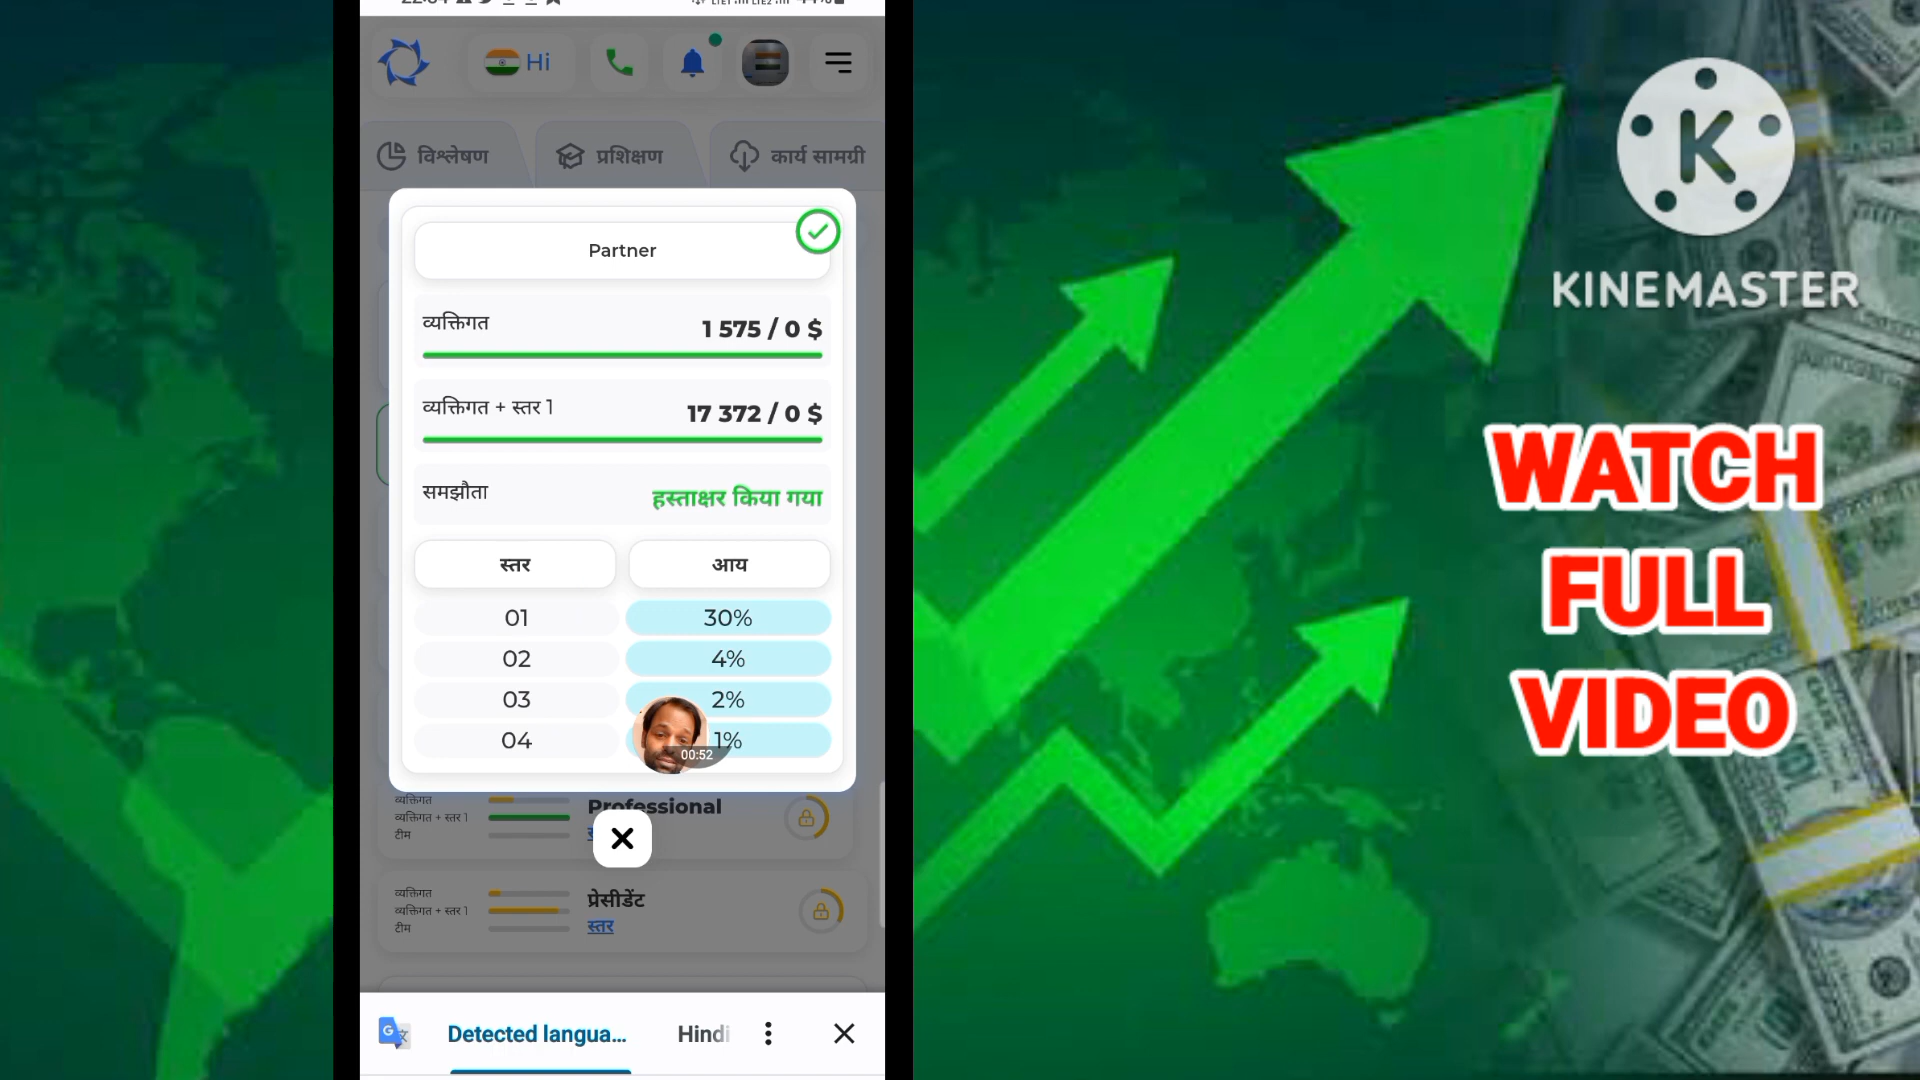 Hi
विश्लेषण
प्रशिक्षण
कार्य सामग्री
Partner
व्यक्तिगत
1 575 / 0 $
व्यक्तिगत + स्तर 1
17 372 / 0 $
समझौता
हस्ताक्षर किया गया
स्तर
आय
01
30%
02
4%
03
2%
04
1%
00:52
व्यक्तिगत
व्यक्तिगत + स्तर 1
टीम
Professional
व्यक्तिगत
व्यक्तिगत + स्तर 1
टीम
प्रेसीडेंट
स्तर
Detected langua...
Hindi
K
KINEMASTER
WATCH
FULL
VIDEO